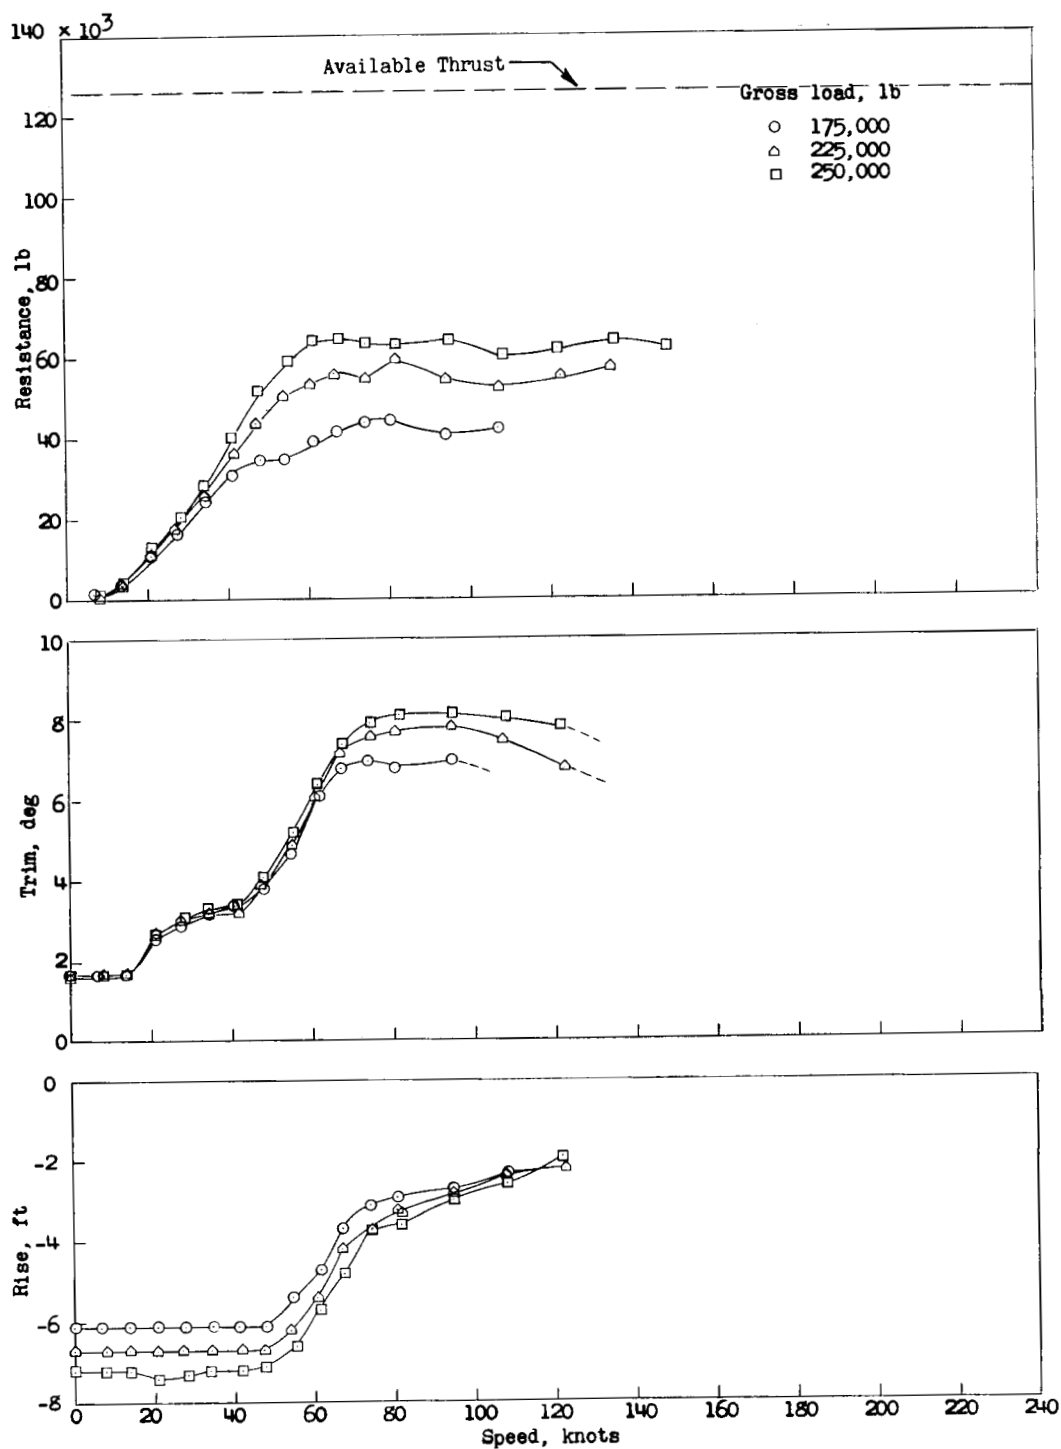 140 × 10³
Available Thrust
Gross load, lb
175,000
225,000
250,000
120
100
80
60
40
20
0
Resistance, lb
10
8
6
4
2
0
Trim, deg
0
-2
-4
-6
-8
Rise, ft
0 20 40 60 80 100 120 140 160 180 200 220 240
Speed, knots